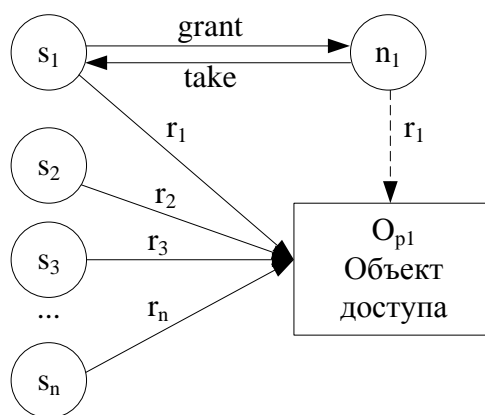 grant
s₁
n₁
take
r₁
r₁
s₂
r₂
s₃
r₃
Oₚ₁
Объект
доступа
...
rₙ
sₙ